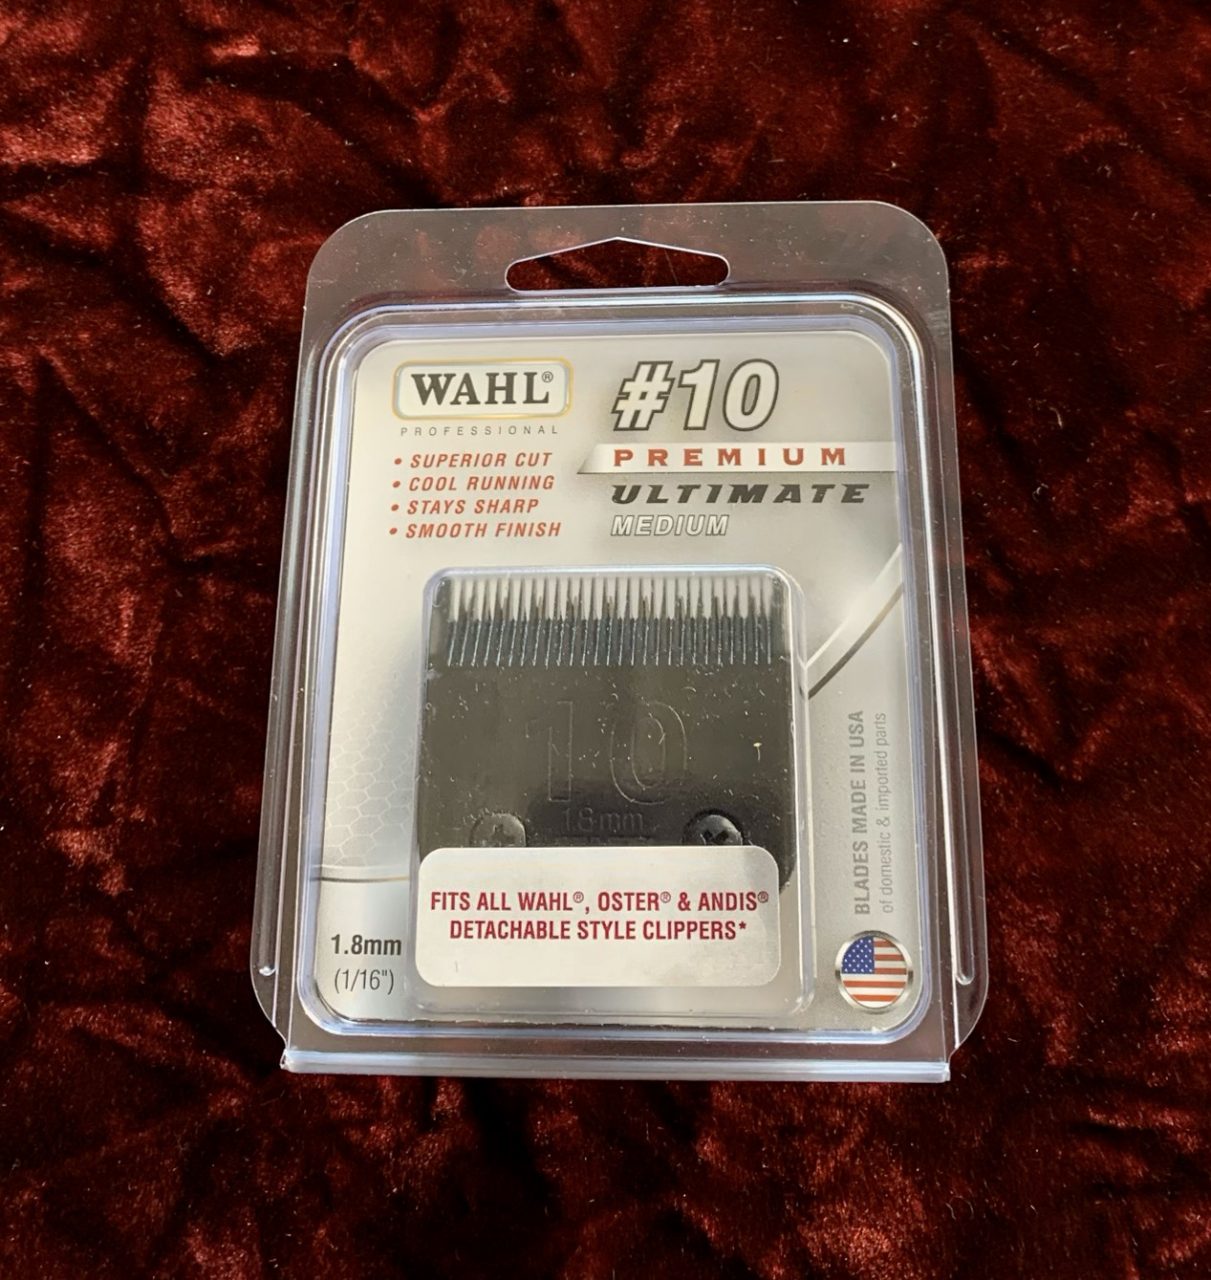 WAHL®
PROFESSIONAL
• SUPERIOR CUT
• COOL RUNNING
• STAYS SHARP
• SMOOTH FINISH
#10
PREMIUM
ULTIMATE
MEDIUM
10
1.8mm
FITS ALL WAHL®, OSTER® & ANDIS®
DETACHABLE STYLE CLIPPERS*
1.8mm
(1/16")
BLADES MADE IN USA
of domestic & imported parts